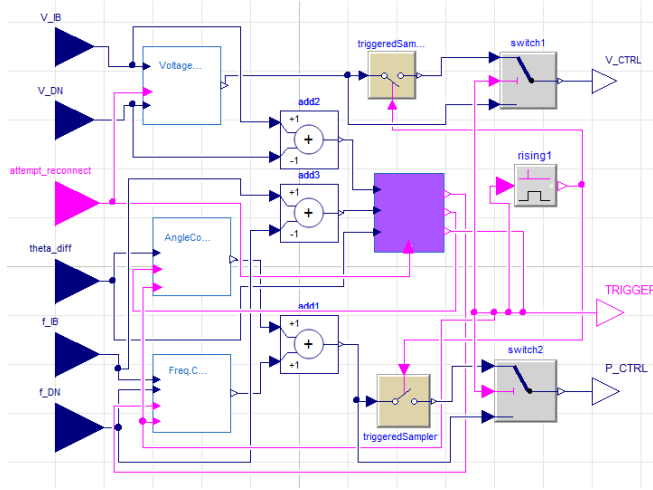 V_IB
triggeredSam...
switch1
Voltage...
V_CTRL
V_DN
add2
+1
+
-1
rising1
attempt_reconnect
add3
+1
+
-1
AngleCo...
theta_diff
add1
TRIGGER
f_IB
+1
+
+1
switch2
Freq.C...
P_CTRL
f_DN
triggeredSampler